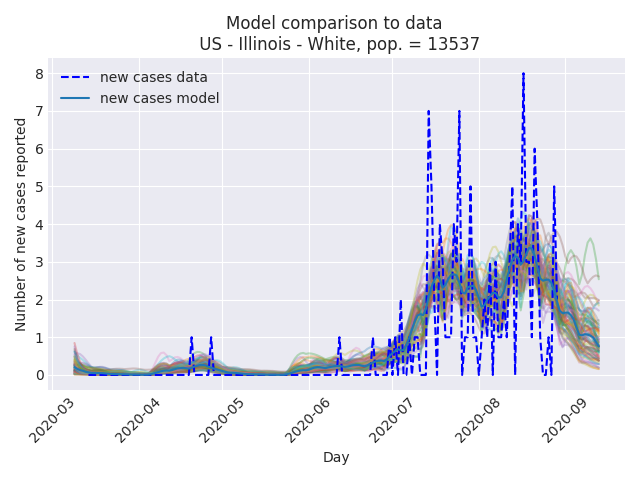 Model comparison to data
US - Illinois - White, pop. = 13537
new cases data
new cases model
Number of new cases reported
8
7
6
5
4
3
2
1
0
2020-03
2020-04
2020-05
2020-06
2020-07
2020-08
2020-09
Day